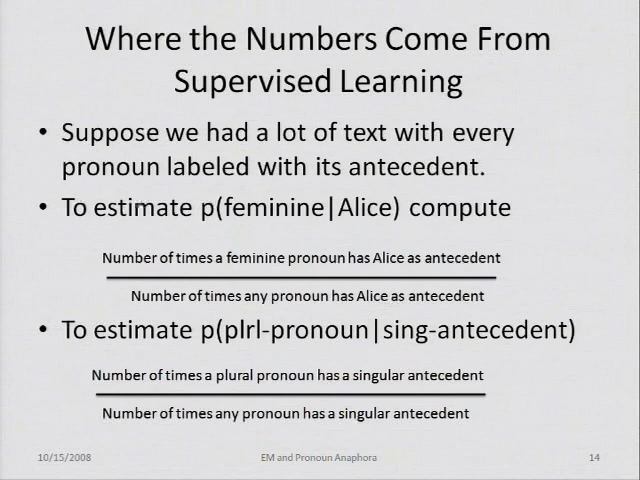 Where the Numbers Come From
Supervised Learning
• Suppose we had a lot of text with every
pronoun labeled with its antecedent.
• To estimate p(feminine|Alice) compute
Number of times a feminine pronoun has Alice as antecedent
Number of times any pronoun has Alice as antecedent
• To estimate p(plrl-pronoun|sing-antecedent)
Number of times a plural pronoun has a singular antecedent
Number of times any pronoun has a singular antecedent
10/15/2008 EM and Pronoun Anaphora 14